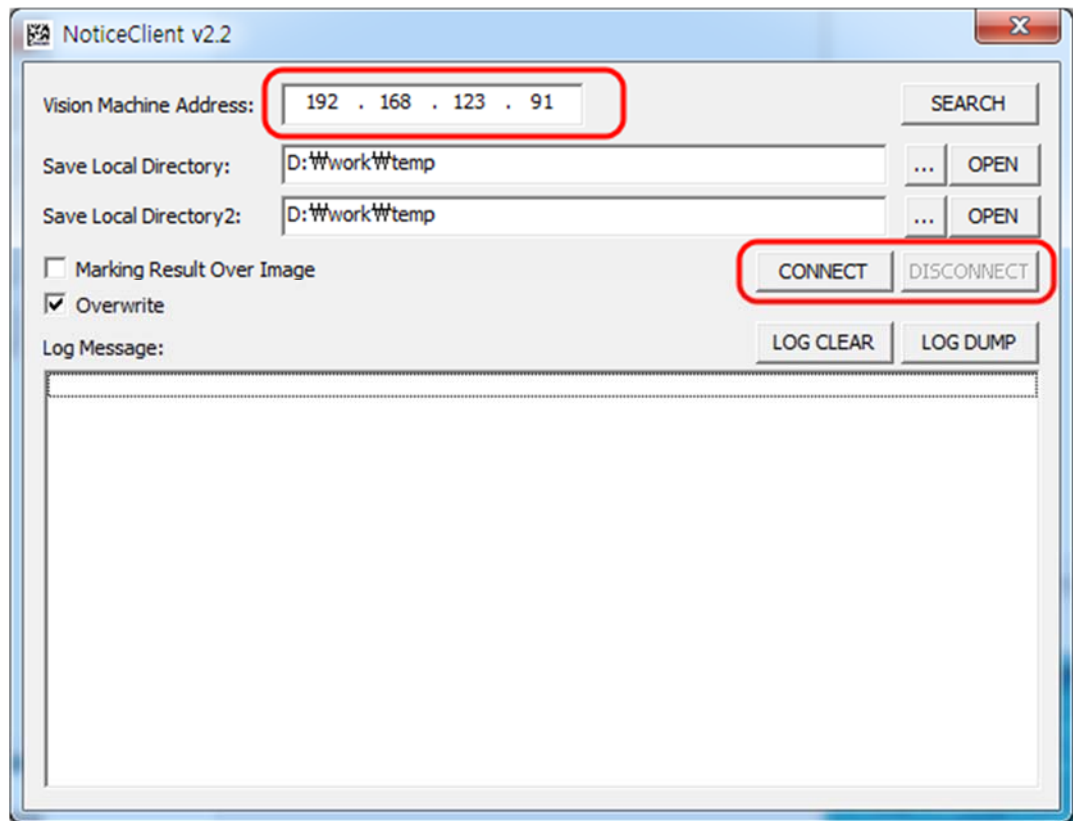 NoticeClient v2.2
Vision Machine Address: 192 . 168 . 123 . 91 SEARCH
Save Local Directory: D:₩work₩temp ... OPEN
Save Local Directory2: D:₩work₩temp ... OPEN
Marking Result Over Image CONNECT DISCONNECT
Overwrite
Log Message: LOG CLEAR LOG DUMP